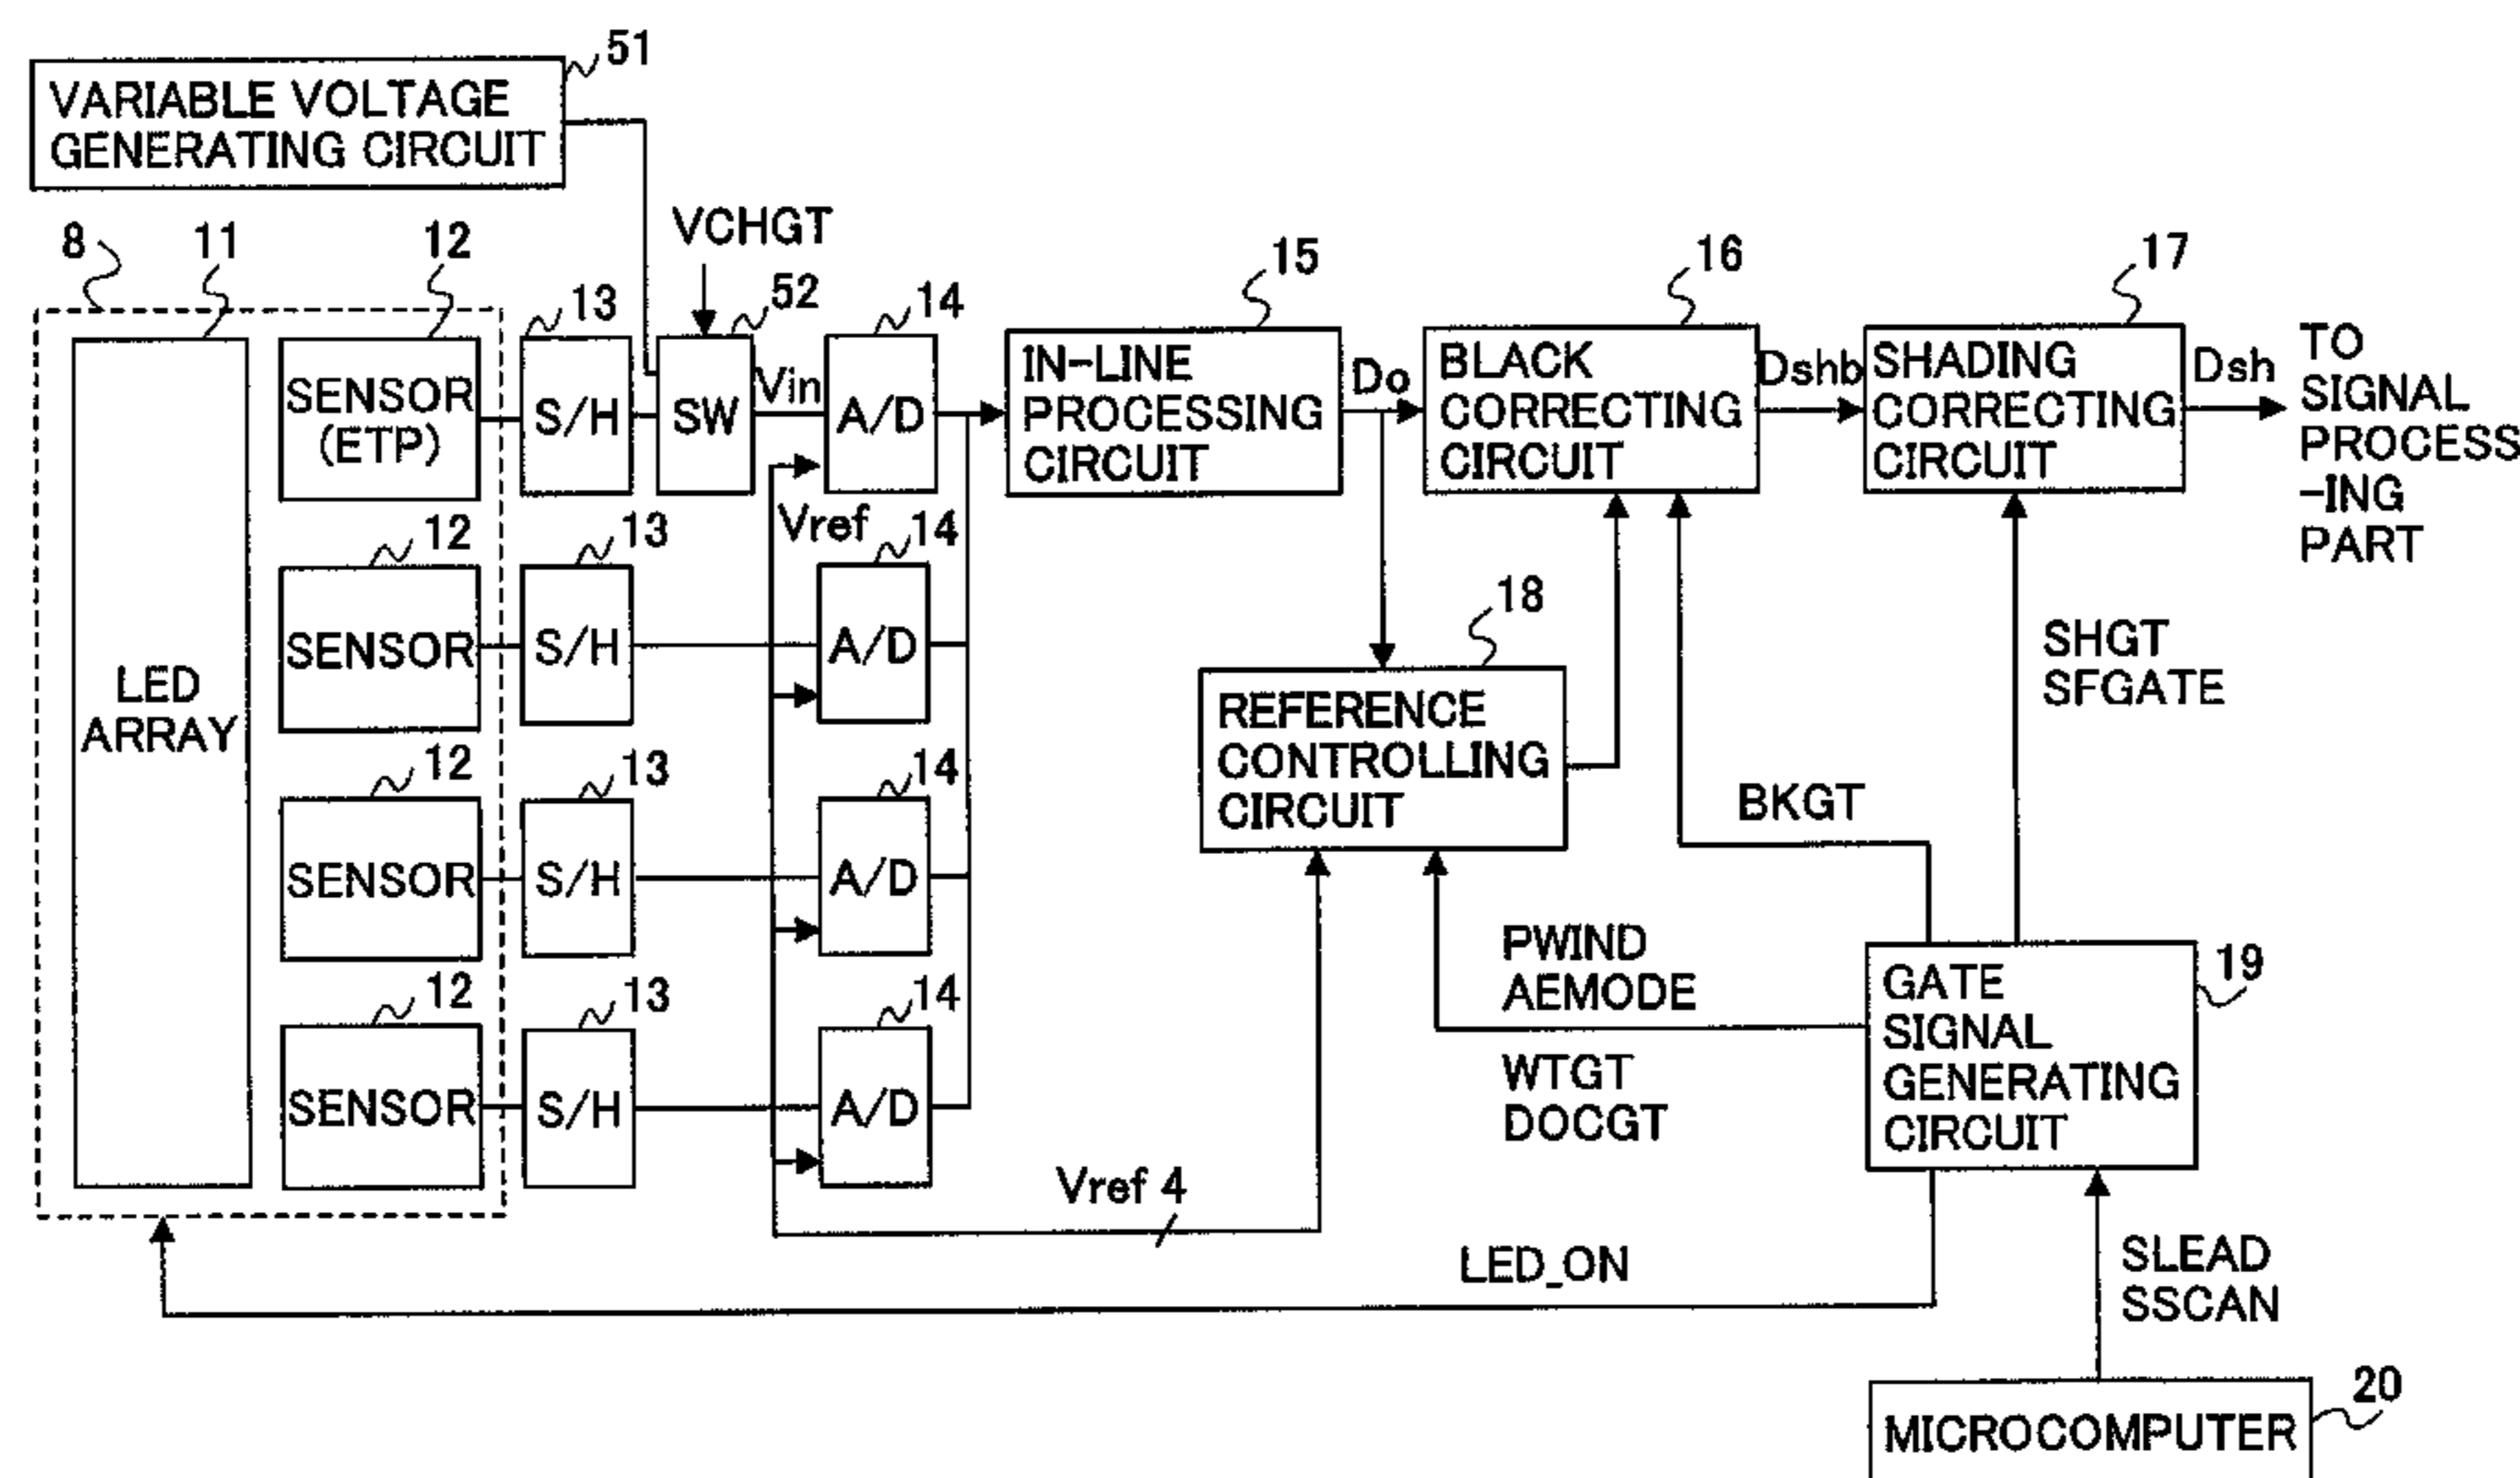 51
VARIABLE VOLTAGE
GENERATING CIRCUIT
VCHGT
8
11
12
13
52
14
15
16
17
SENSOR
(ETP)
S/H
SW
Vin
A/D
IN-LINE
PROCESSING
CIRCUIT
Do
BLACK
CORRECTING
CIRCUIT
Dshb
SHADING
CORRECTING
CIRCUIT
Dsh
TO
SIGNAL
PROCESS
-ING
PART
Vref
12
13
14
SENSOR
S/H
A/D
LED
ARRAY
18
REFERENCE
CONTROLLING
CIRCUIT
SHGT
SFGATE
BKGT
12
13
14
SENSOR
S/H
A/D
PWIND
AEMODE
WTGT
DOCGT
19
GATE
SIGNAL
GENERATING
CIRCUIT
12
13
14
SENSOR
S/H
A/D
Vref 4
LED_ON
SLEAD
SSCAN
20
MICROCOMPUTER